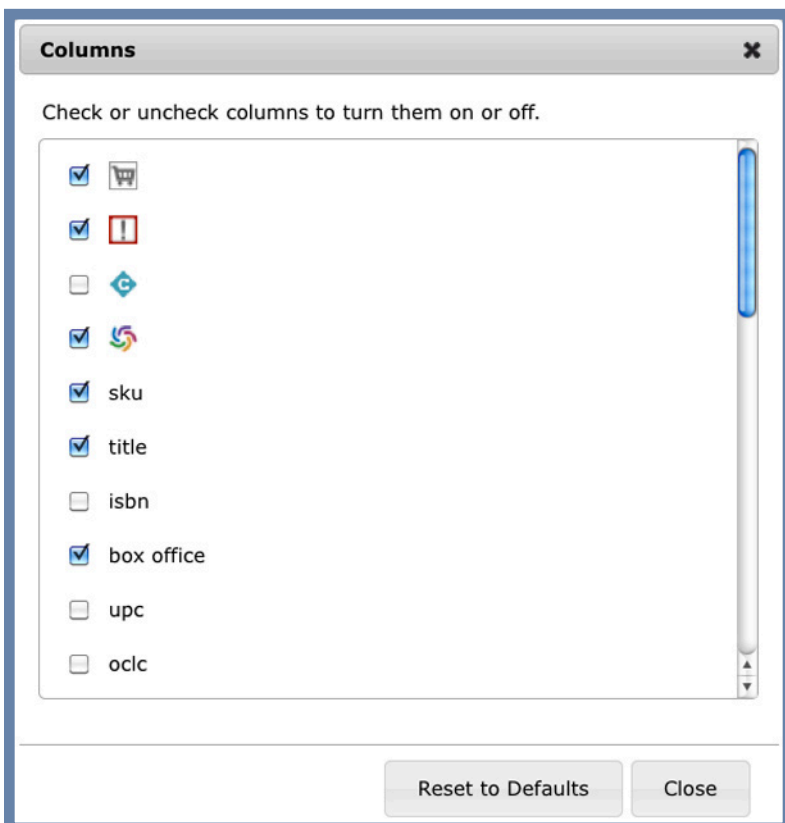 Columns
Check or uncheck columns to turn them on or off.
!
C
sku
title
isbn
box office
upc
oclc
Reset to Defaults
Close